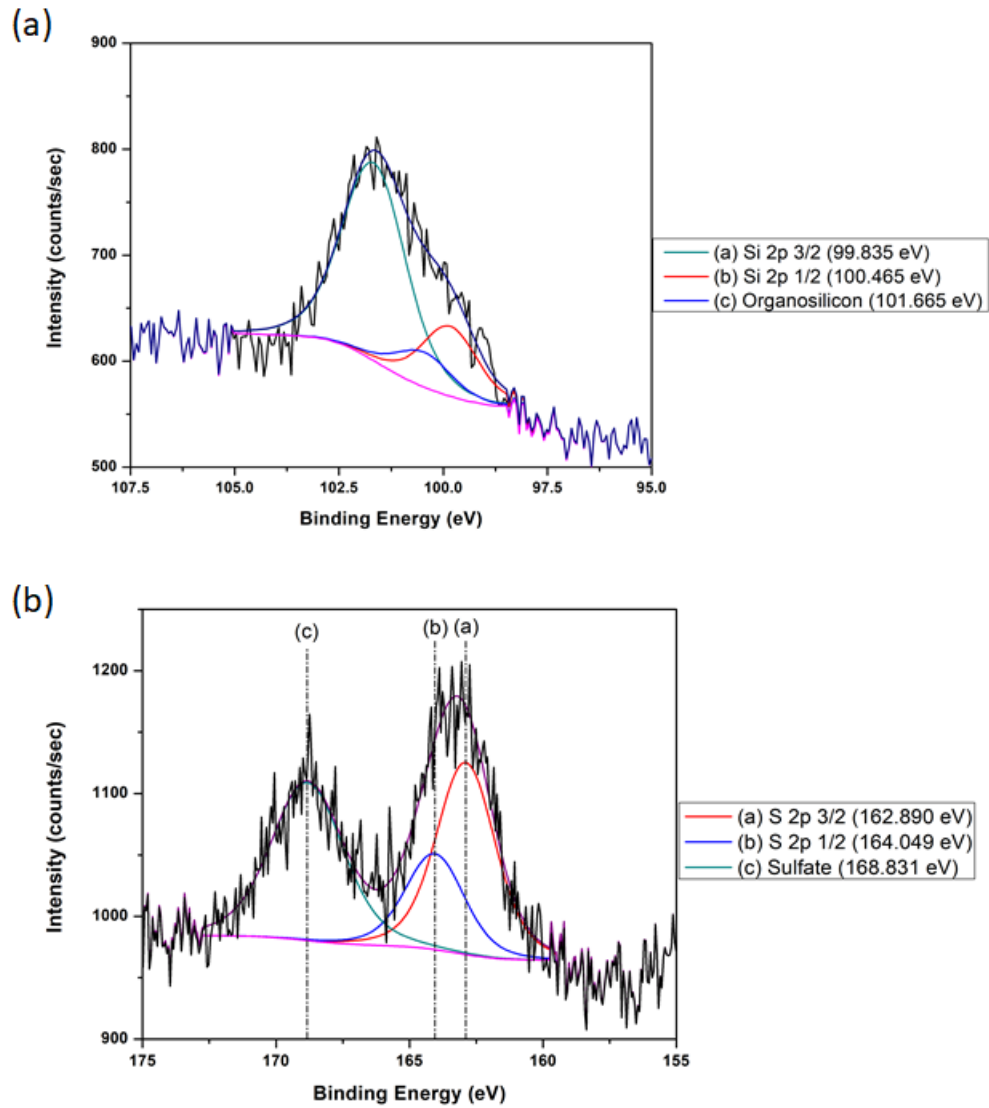 (a)
900
800
700
600
500
107.5 105.0 102.5 100.0 97.5 95.0
Intensity (counts/sec)
Binding Energy (eV)
(a) Si 2p 3/2 (99.835 eV)
(b) Si 2p 1/2 (100.465 eV)
(c) Organosilicon (101.665 eV)
(b)
(c) (b) (a)
1200
1100
1000
900
175 170 165 160 155
Intensity (counts/sec)
Binding Energy (eV)
(a) S 2p 3/2 (162.890 eV)
(b) S 2p 1/2 (164.049 eV)
(c) Sulfate (168.831 eV)